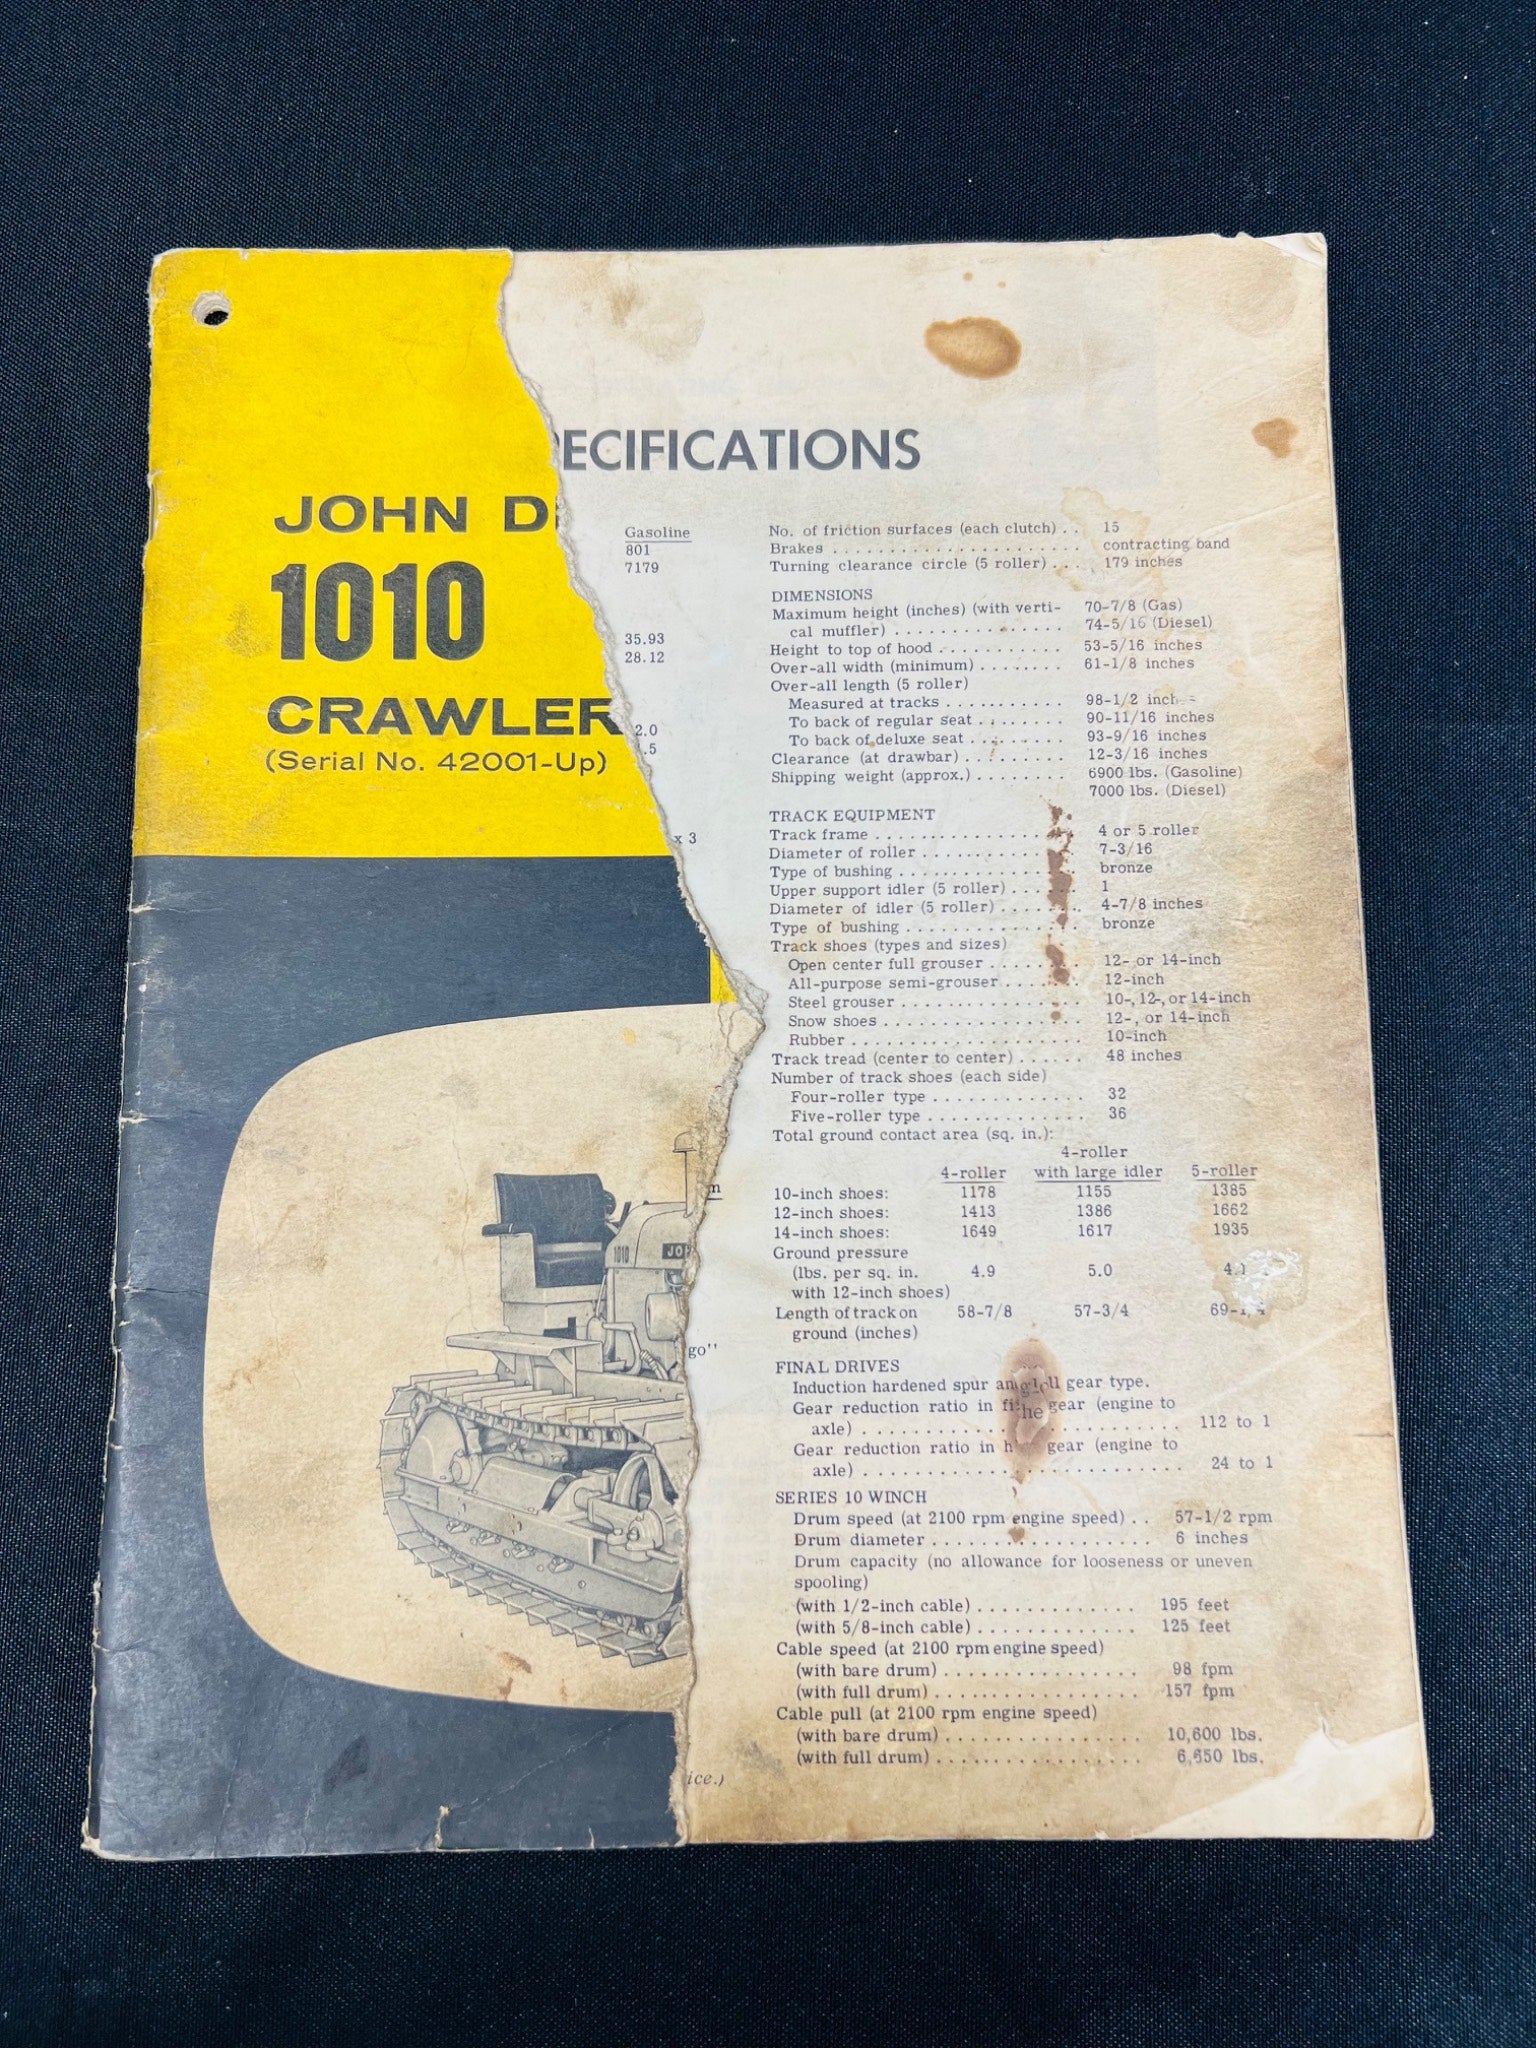 JOHN D
1010
CRAWLER
(Serial No. 42001-Up)
1010
JO
ECIFICATIONS
Gasoline
801
7179
35.93
28.12
2.0
.5
x 3
m
go"
ice.)
No. of friction surfaces (each clutch) . . 15
Brakes . . . . . . . . . . . . . . . . . . . . . . . contracting band
Turning clearance circle (5 roller) . . . 179 inches
DIMENSIONS
Maximum height (inches) (with verti- 70-7/8 (Gas)
cal muffler) . . . . . . . . . . . . . . . 74-5/16 (Diesel)
Height to top of hood . . . . . . . . . . . 53-5/16 inches
Over-all width (minimum) . . . . . . . . 61-1/8 inches
Over-all length (5 roller)
Measured at tracks . . . . . . . . . . . 98-1/2 inch
To back of regular seat . . . . . . . . 90-11/16 inches
To back of deluxe seat . . . . . . . . . 93-9/16 inches
Clearance (at drawbar) . . . . . . . . . 12-3/16 inches
Shipping weight (approx.) . . . . . . . . 6900 lbs. (Gasoline)
7000 lbs. (Diesel)
TRACK EQUIPMENT
Track frame . . . . . . . . . . . . . . . . . . 4 or 5 roller
Diameter of roller . . . . . . . . . . . . . . 7-3/16
Type of bushing . . . . . . . . . . . . . . . . bronze
Upper support idler (5 roller) . . . . . . 1
Diameter of idler (5 roller) . . . . . . . . 4-7/8 inches
Type of bushing . . . . . . . . . . . . . . . bronze
Track shoes (types and sizes)
Open center full grouser . . . . . . . . 12- or 14-inch
All-purpose semi-grouser . . . . . . . 12-inch
Steel grouser . . . . . . . . . . . . . . . . 10-, 12-, or 14-inch
Snow shoes . . . . . . . . . . . . . . . . . . 12-, or 14-inch
Rubber . . . . . . . . . . . . . . . . . . . . 10-inch
Track tread (center to center) . . . . . . 48 inches
Number of track shoes (each side)
Four-roller type . . . . . . . . . . . . . 32
Five-roller type . . . . . . . . . . . . . . 36
Total ground contact area (sq. in.):
4-roller
4-roller with large idler 5-roller
10-inch shoes: 1178 1155 1385
12-inch shoes: 1413 1386 1662
14-inch shoes: 1649 1617 1935
Ground pressure
(lbs. per sq. in. 4.9 5.0 4.
with 12-inch shoes)
Length of track on 58-7/8 57-3/4 69-1/4
ground (inches)
FINAL DRIVES
Induction hardened spur gear type.
Gear reduction ratio in gear (engine to
axle) . . . . . . . . . . . . . . . . . . . . . . . . . 112 to 1
Gear reduction ratio in gear (engine to
axle) . . . . . . . . . . . . . . . . . . . . . . . . . 24 to 1
SERIES 10 WINCH
Drum speed (at 2100 rpm engine speed) . . 57-1/2 rpm
Drum diameter . . . . . . . . . . . . . . . . . . 6 inches
Drum capacity (no allowance for looseness or uneven
spooling)
(with 1/2-inch cable) . . . . . . . . . . . . . 195 feet
(with 5/8-inch cable) . . . . . . . . . . . . . 125 feet
Cable speed (at 2100 rpm engine speed)
(with bare drum) . . . . . . . . . . . . . . . . 98 fpm
(with full drum) . . . . . . . . . . . . . . . . . 157 fpm
Cable pull (at 2100 rpm engine speed)
(with bare drum) . . . . . . . . . . . . . . . . 10,600 lbs.
(with full drum) . . . . . . . . . . . . . . . . . 6,650 lbs.